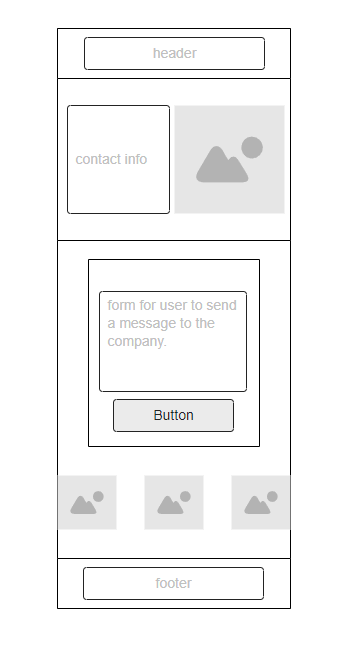 header
contact info
form for user to send
a message to the
company.
Button
footer